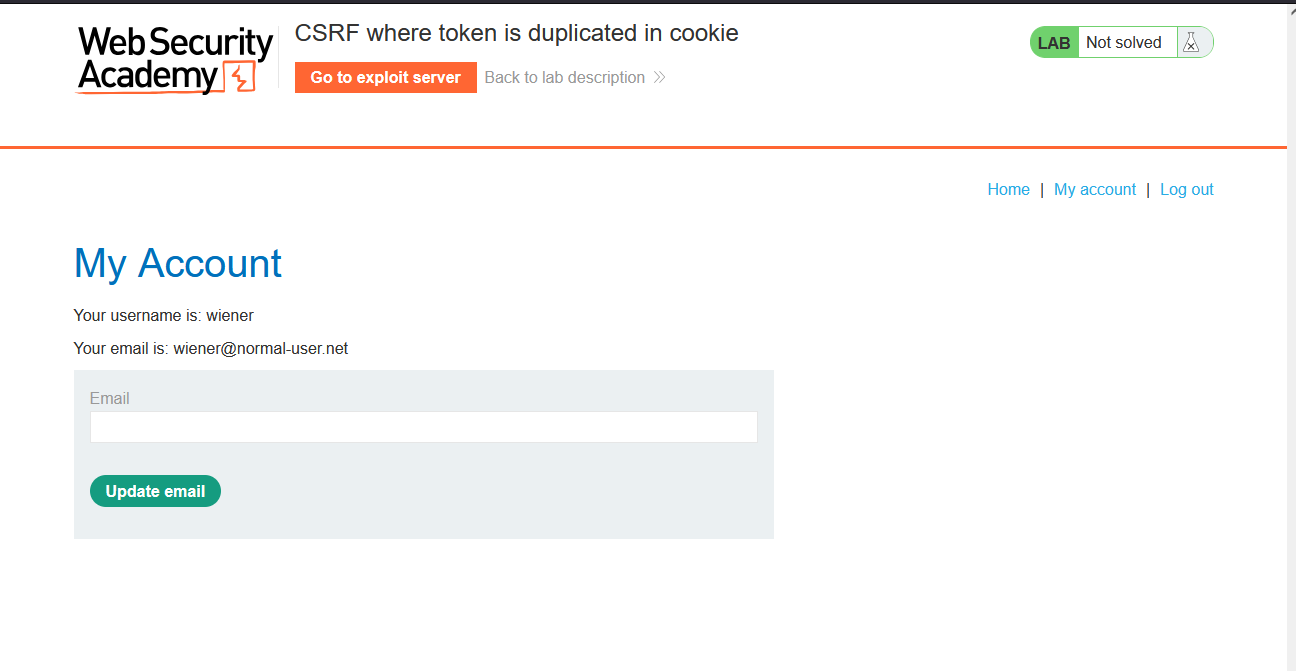 Web Security
Academy
CSRF where token is duplicated in cookie
Go to exploit server
Back to lab description
LAB
Not solved
Home | My account | Log out
My Account
Your username is: wiener
Your email is: wiener@normal-user.net
Email
Update email